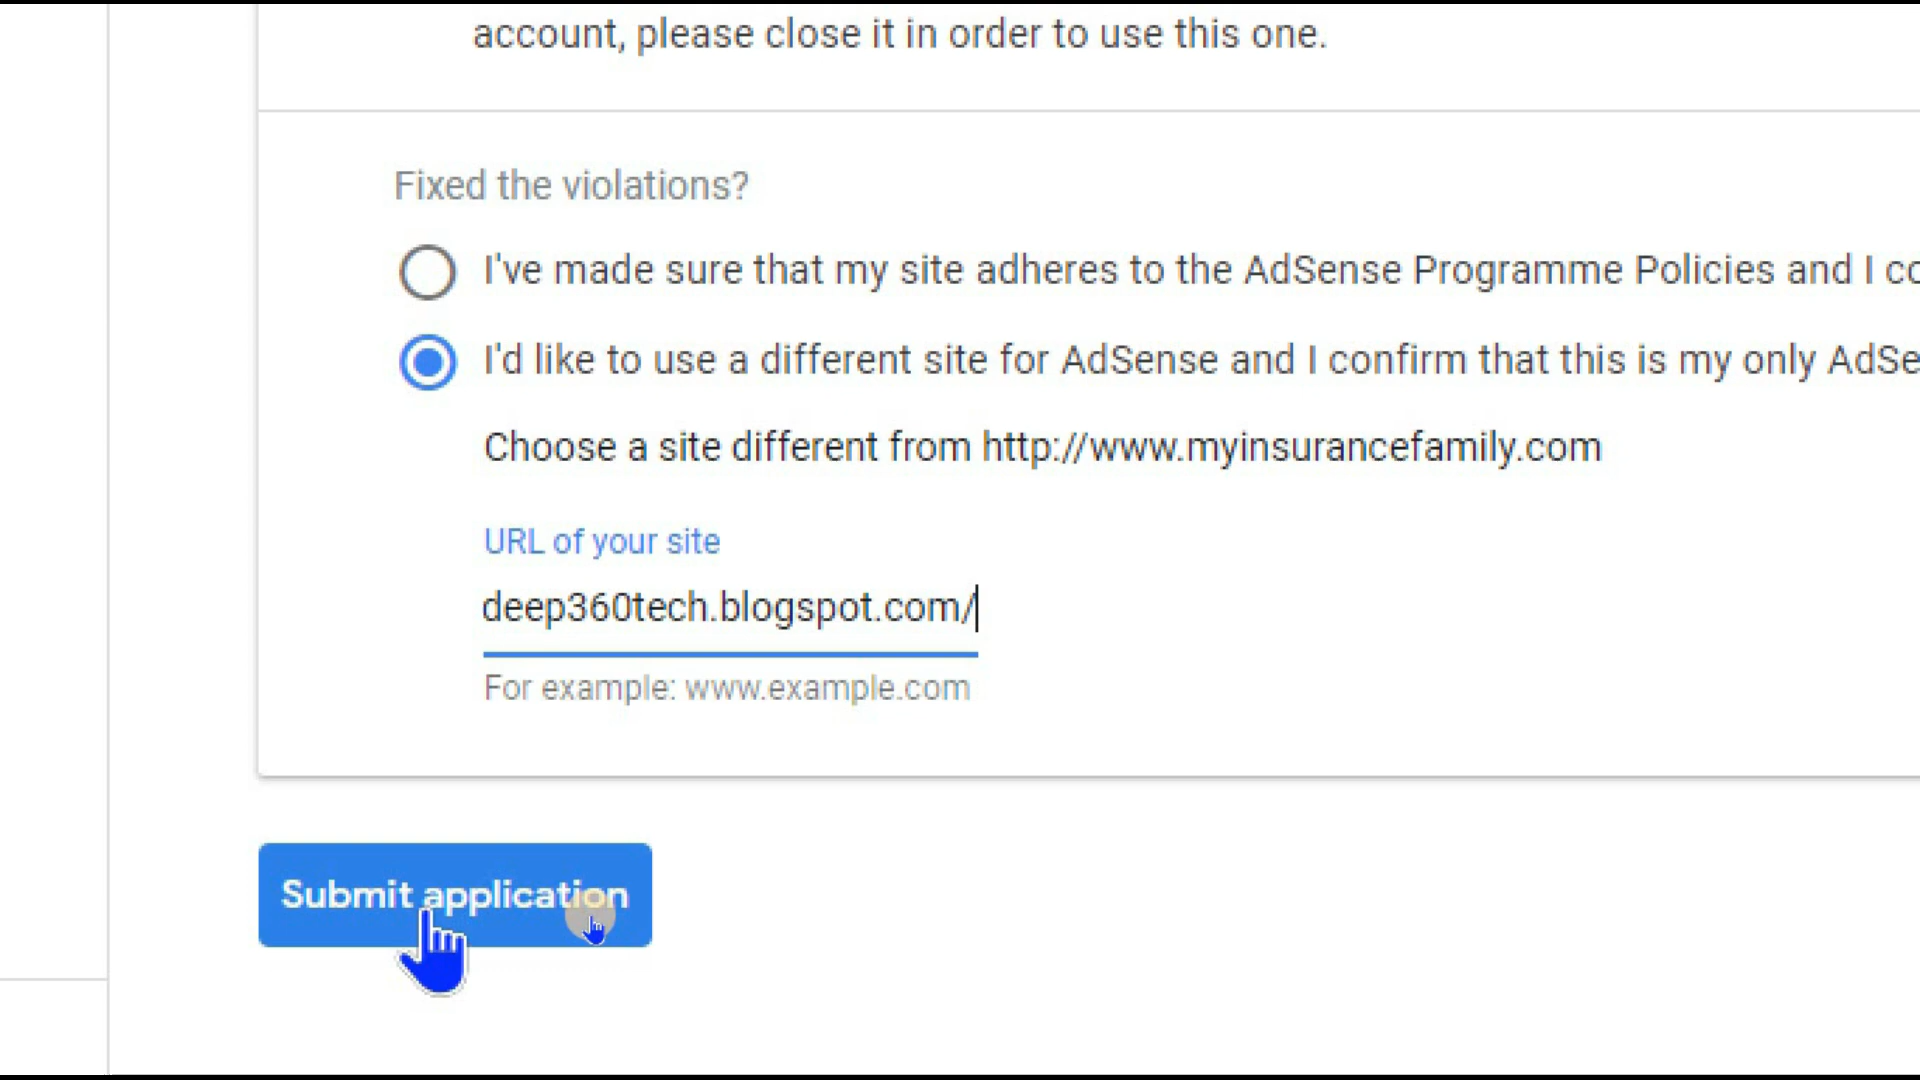 account, please close it in order to use this one.
Fixed the violations?
I've made sure that my site adheres to the AdSense Programme Policies and I co
I'd like to use a different site for AdSense and I confirm that this is my only AdSe
Choose a site different from http://www.myinsurancefamily.com
URL of your site
deep360tech.blogspot.com/
For example: www.example.com
Submit application